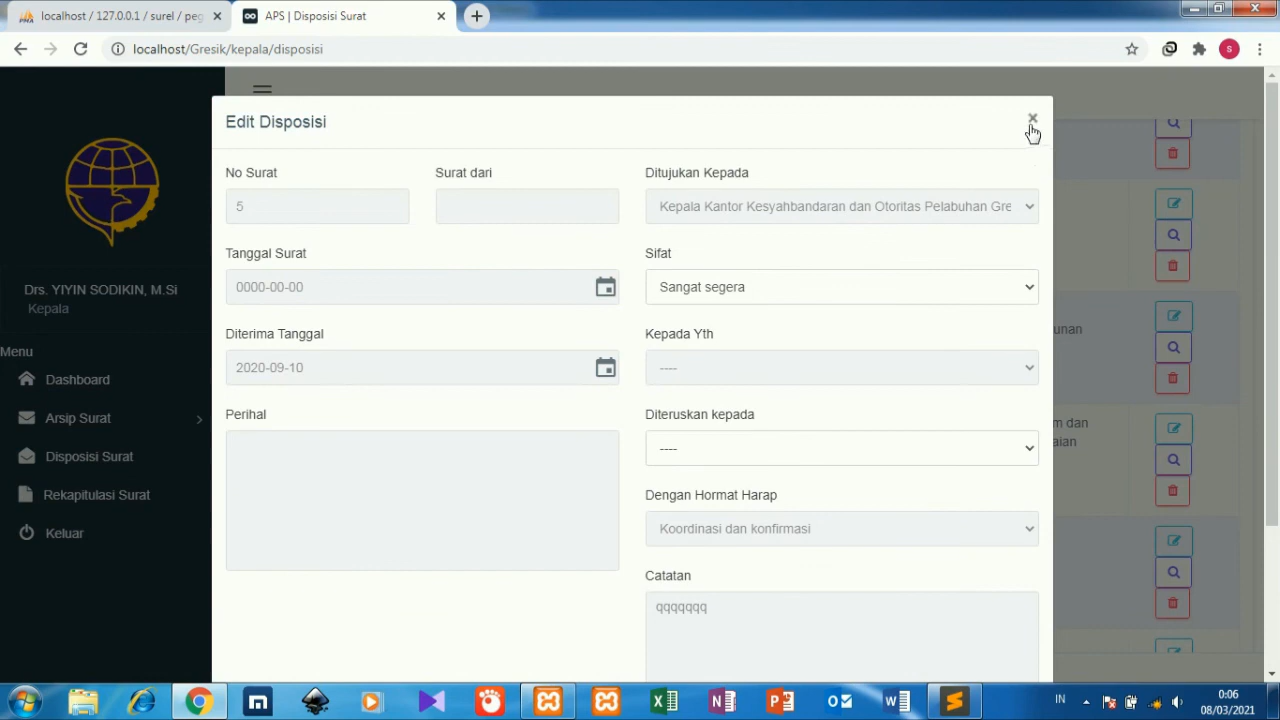 localhost / 127.0.0.1 / surel / peg
APS | Disposisi Surat
localhost/Gresik/kepala/disposisi
S
Drs. YIYIN SODIKIN, M.Si
Kepala
Menu
Dashboard
Arsip Surat
Disposisi Surat
Rekapitulasi Surat
Keluar
Edit Disposisi
×
No Surat
5
Surat dari
Ditujukan Kepada
Kepala Kantor Kesyahbandaran dan Otoritas Pelabuhan Gre
Tanggal Surat
0000-00-00
Sifat
Sangat segera
Diterima Tanggal
2020-09-10
Kepada Yth
----
Perihal
Diteruskan kepada
----
Dengan Hormat Harap
Koordinasi dan konfirmasi
Catatan
qqqqqqq
unan
m dan
aian
IN
0:06
08/03/2021